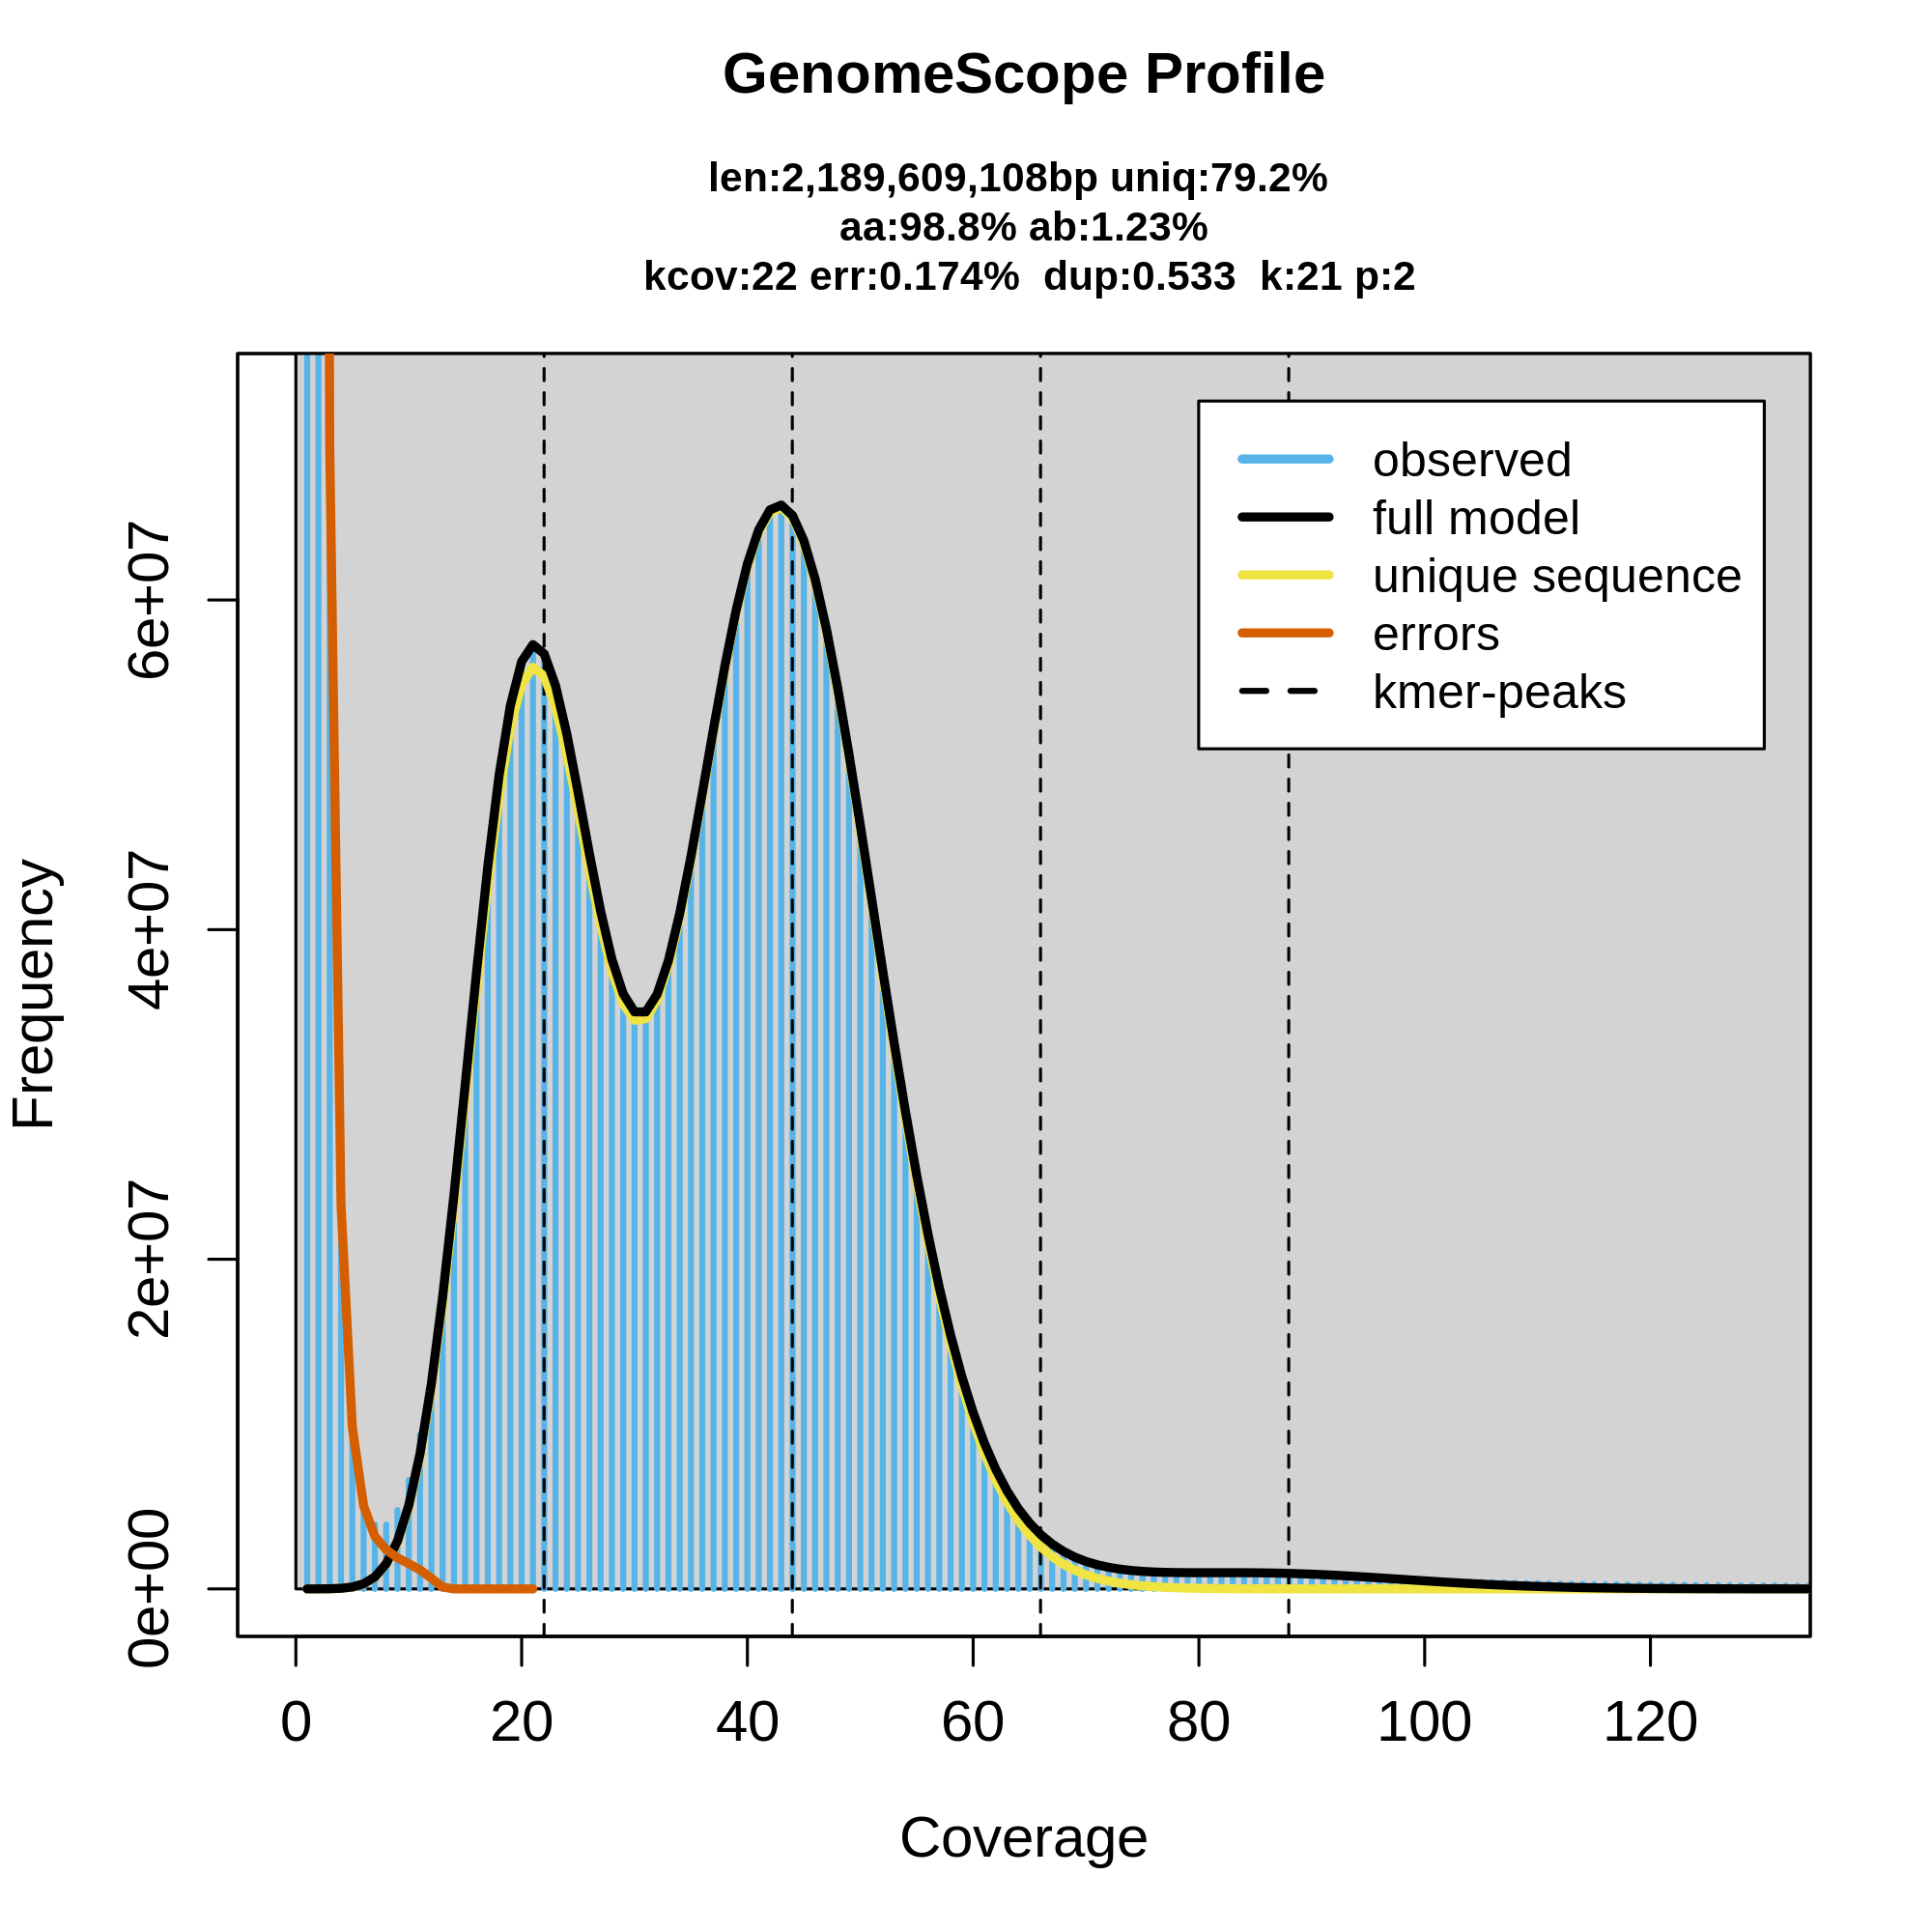 GenomeScope Profile
len:2,189,609,108bp uniq:79.2%
aa:98.8% ab:1.23%
kcov:22 err:0.174%  dup:0.533  k:21 p:2
observed
full model
unique sequence
errors
kmer-peaks
Frequency
6e+07
4e+07
2e+07
0e+00
0 20 40 60 80 100 120
Coverage